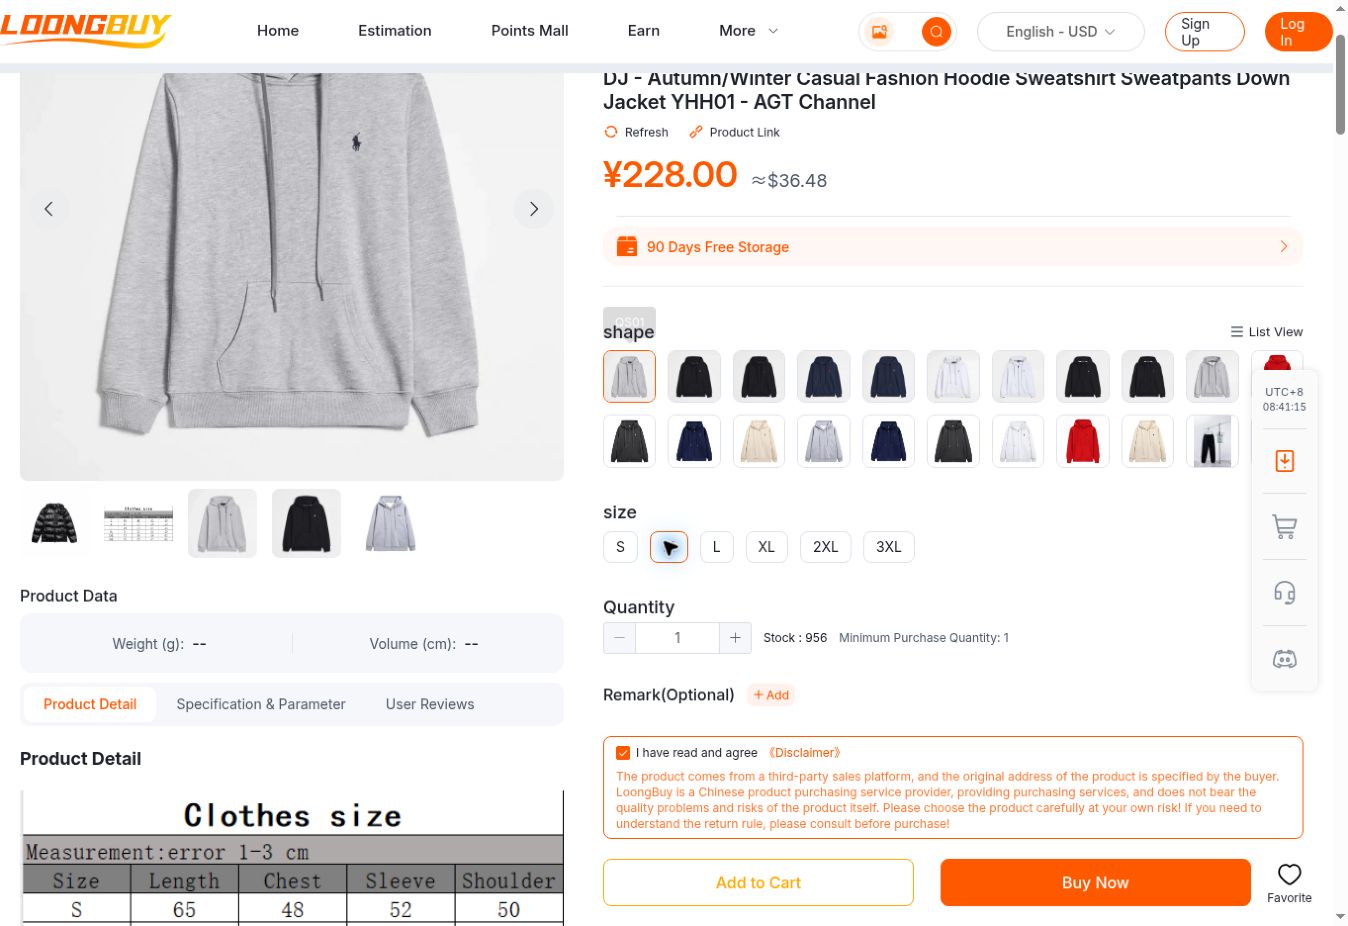 LOONGBUY
Home
Estimation
Points Mall
Earn
More
English - USD
Sign Up
Log In
DJ - Autumn/Winter Casual Fashion Hoodie Sweatshirt Sweatpants Down
Jacket YHH01 - AGT Channel
Refresh
Product Link
¥228.00 ≈$36.48
90 Days Free Storage
shape
List View
UTC+8
08:41:15
size
S
L
XL
2XL
3XL
Quantity
1
Stock : 956
Minimum Purchase Quantity: 1
Remark(Optional)
+ Add
I have read and agree 《Disclaimer》
The product comes from a third-party sales platform, and the original address of the product is specified by the buyer.
LoongBuy is a Chinese product purchasing service provider, providing purchasing services, and does not bear the
quality problems and risks of the product itself. Please choose the product carefully at your own risk! If you need to
understand the return rule, please consult before purchase!
Add to Cart
Buy Now
Favorite
Clothes size
Product Data
Weight (g): --
Volume (cm): --
Product Detail
Specification & Parameter
User Reviews
Product Detail
Clothes size
Measurement:error 1-3 cm
Size Length Chest Sleeve Shoulder
S 65 48 52 50